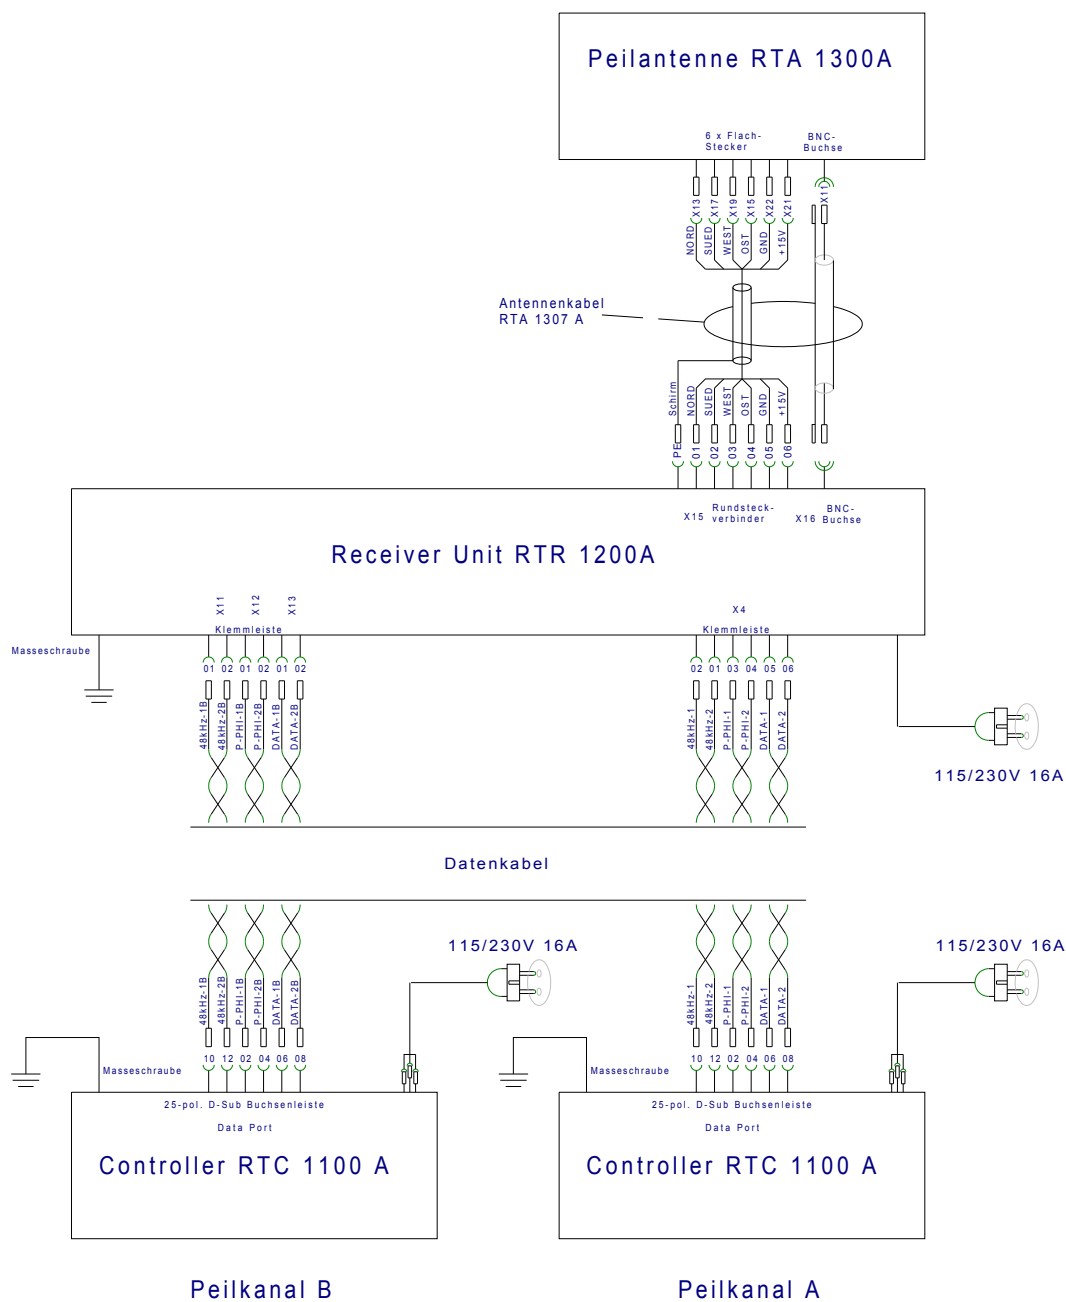 Peilantenne RTA 1300A
6 x Flach-
Stecker
BNC-
Buchse
X13
X17
X19
X15
X22
X21
X11
NORD
SUED
WEST
OST
GND
+15V
Antennenkabel
RTA 1307 A
Schirm
NORD
SUED
WEST
OST
GND
+15V
PE
01
02
03
04
05
06
X15
Rundsteck-
verbinder
X16
BNC-
Buchse
Receiver Unit RTR 1200A
X11
X12
X13
Klemmleiste
X4
Klemmleiste
Masseschraube
01
02
01
02
01
02
02
01
03
04
05
06
48kHz-1B
48kHz-2B
P-PHI-1B
P-PHI-2B
DATA-1B
DATA-2B
48kHz-1
48kHz-2
P-PHI-1
P-PHI-2
DATA-1
DATA-2
115/230V 16A
Datenkabel
115/230V 16A
115/230V 16A
48kHz-1B
48kHz-2B
P-PHI-1B
P-PHI-2B
DATA-1B
DATA-2B
48kHz-1
48kHz-2
P-PHI-1
P-PHI-2
DATA-1
DATA-2
10
12
02
04
06
08
10
12
02
04
06
08
Masseschraube
Masseschraube
25-pol. D-Sub Buchsenleiste
Data Port
Controller RTC 1100 A
25-pol. D-Sub Buchsenleiste
Data Port
Controller RTC 1100 A
Peilkanal B
Peilkanal A